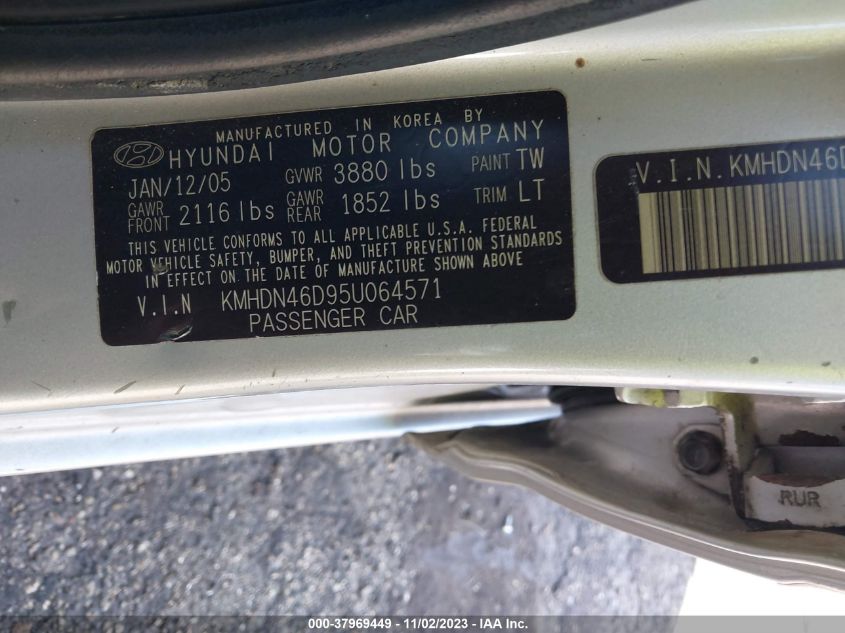 MANUFACTURED IN KOREA BY
HYUNDAI MOTOR COMPANY
JAN/12/05 GVWR 3880 lbs PAINT TW
GAWR FRONT 2116 lbs GAWR REAR 1852 lbs TRIM LT
THIS VEHICLE CONFORMS TO ALL APPLICABLE U.S.A. FEDERAL
MOTOR VEHICLE SAFETY, BUMPER, AND THEFT PREVENTION STANDARDS
IN EFFECT ON THE DATE OF MANUFACTURE SHOWN ABOVE
V.I.N KMHDN46D95U064571
PASSENGER CAR
V.I.N.KMHDN46D
RUR
000-37969449 - 11/02/2023 - IAA Inc.